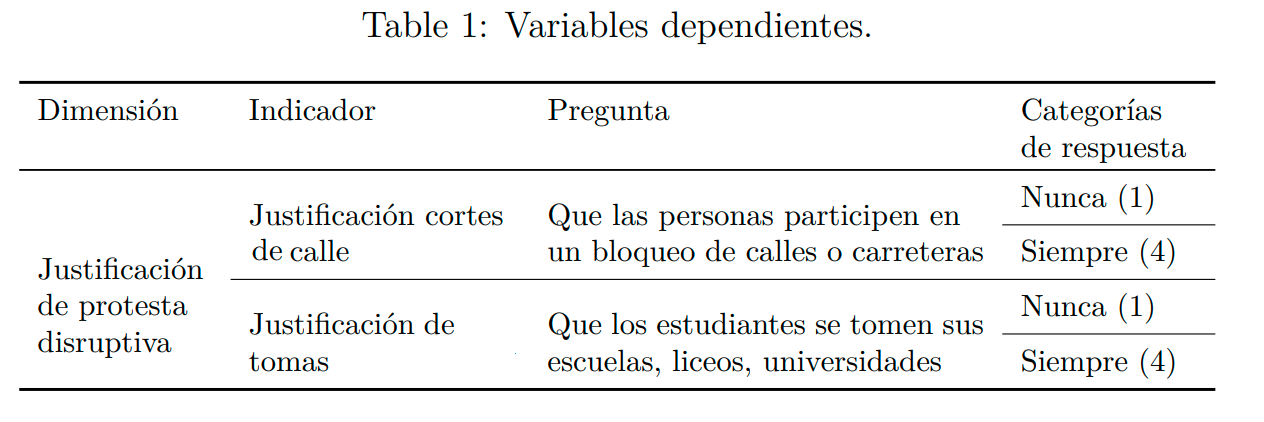 Table 1: Variables dependientes.
Dimensión Indicador Pregunta Categorías
de respuesta
Justificación
de protesta
disruptiva
Justificación cortes
de calle
Que las personas participen en
un bloqueo de calles o carreteras
Nunca (1)
Siempre (4)
Justificación de
tomas
Que los estudiantes se tomen sus
escuelas, liceos, universidades
Nunca (1)
Siempre (4)